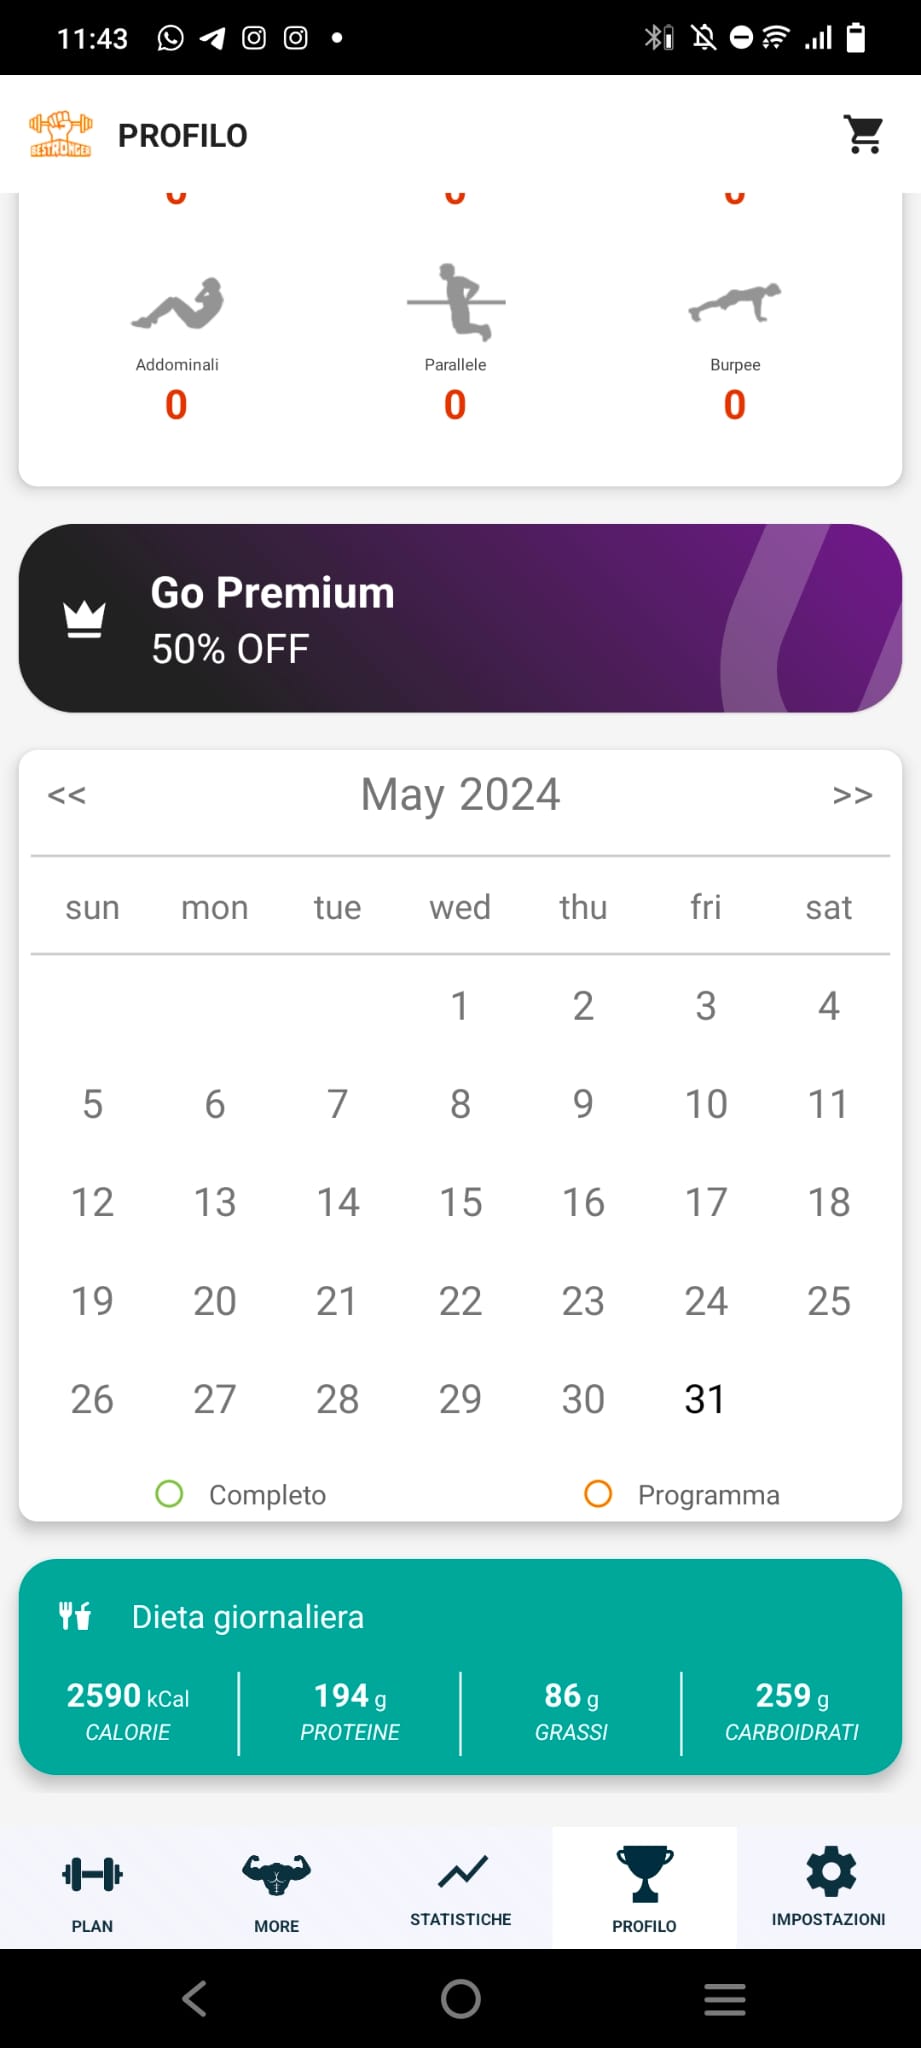 11:43
BESTRONGER
PROFILO
Addominali
Parallele
Burpee
0
0
0
Go Premium
50% OFF
<<
May 2024
>>
sun mon tue wed thu fri sat
1 2 3 4
5 6 7 8 9 10 11
12 13 14 15 16 17 18
19 20 21 22 23 24 25
26 27 28 29 30 31
Completo
Programma
Dieta giornaliera
2590 kCal
CALORIE
194 g
PROTEINE
86 g
GRASSI
259 g
CARBOIDRATI
PLAN
MORE
STATISTICHE
PROFILO
IMPOSTAZIONI